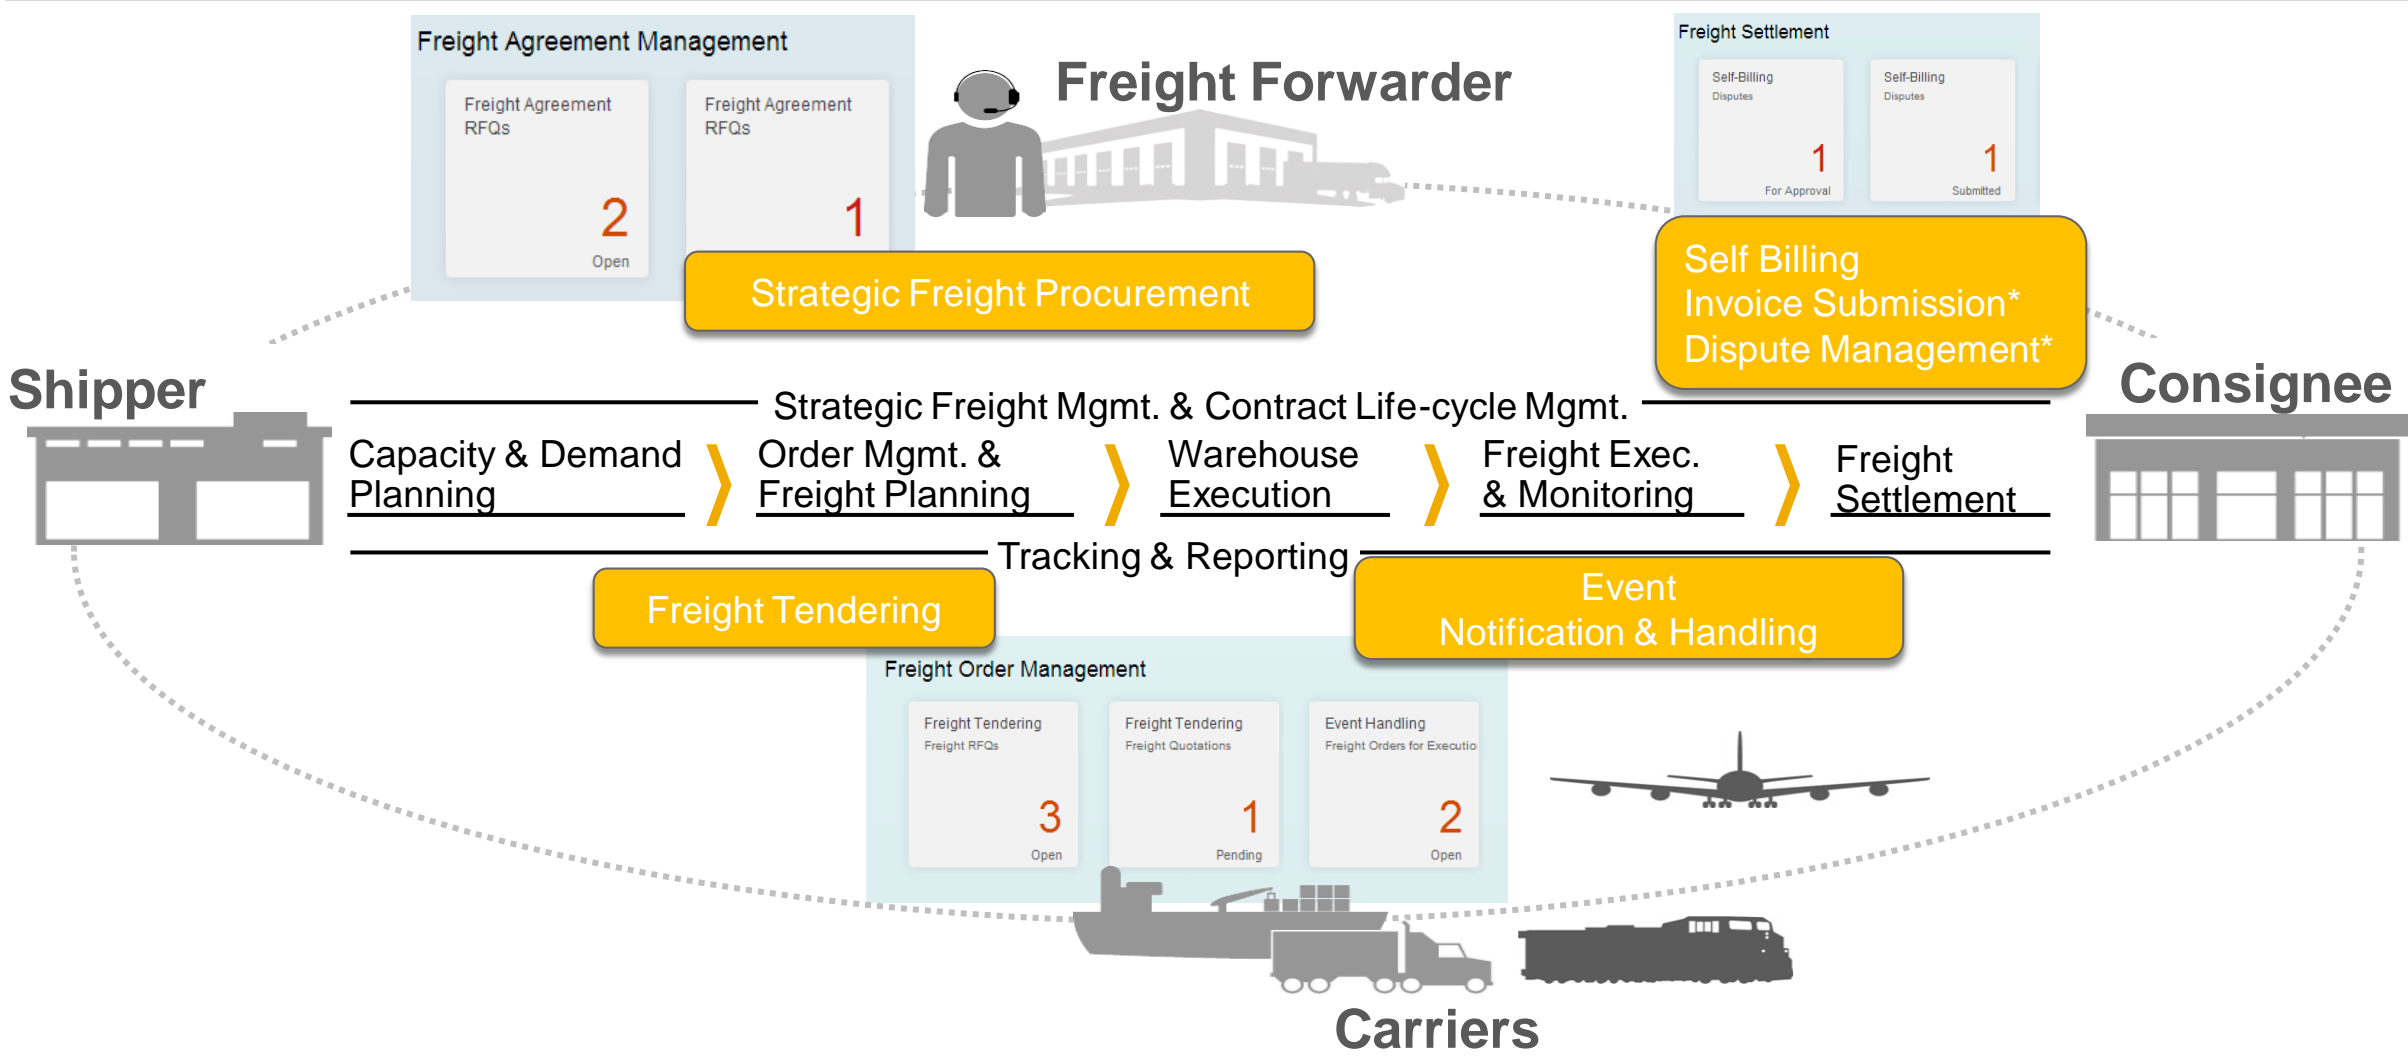 Freight Agreement Management
Freight Agreement
RFQs
2
Open
Freight Agreement
RFQs
1
Freight Forwarder
Freight Settlement
Self-Billing
Disputes
1
For Approval
Self-Billing
Disputes
1
Submitted
Strategic Freight Procurement
Self Billing
Invoice Submission*
Dispute Management*
Shipper
Consignee
Strategic Freight Mgmt. & Contract Life-cycle Mgmt.
Capacity & Demand
Planning
Order Mgmt. &
Freight Planning
Warehouse
Execution
Freight Exec.
& Monitoring
Freight
Settlement
Tracking & Reporting
Freight Tendering
Event
Notification & Handling
Freight Order Management
Freight Tendering
Freight RFQs
3
Open
Freight Tendering
Freight Quotations
1
Pending
Event Handling
Freight Orders for Executio
2
Open
Carriers